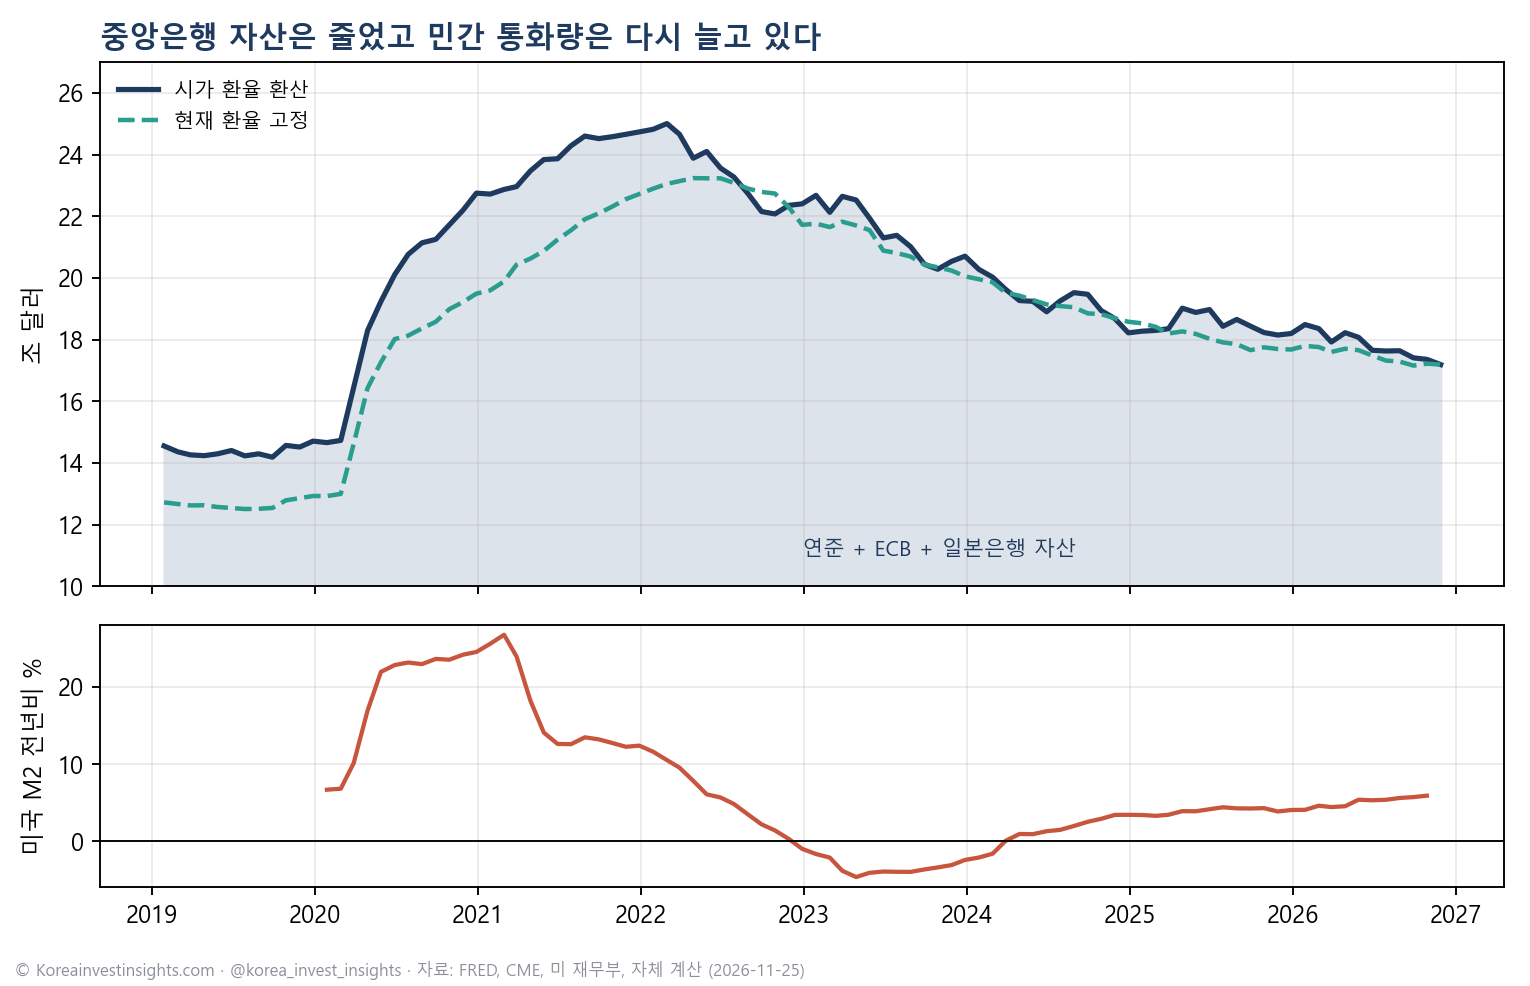 중앙은행 자산은 줄었고 민간 통화량은 다시 늘고 있다
시가 환율 환산
현재 환율 고정
조 달러
26
24
22
20
18
16
14
12
10
연준 + ECB + 일본은행 자산
미국 M2 전년비 %
20
10
0
2019 2020 2021 2022 2023 2024 2025 2026 2027
© Koreainvestinsights.com · @korea_invest_insights · 자료: FRED, CME, 미 재무부, 자체 계산 (2026-11-25)